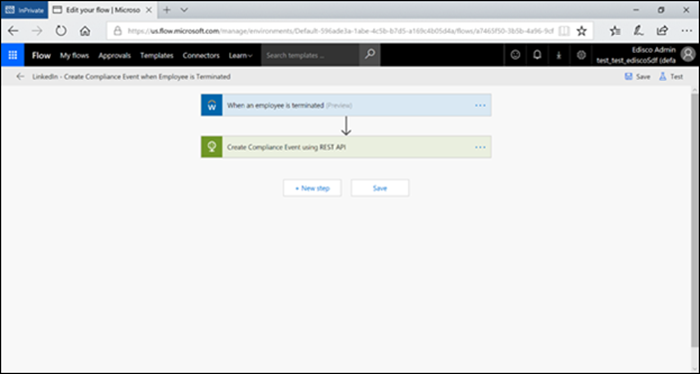 InPrivate
Edit your flow | Microso
https://us.flow.microsoft.com/manage/environments/Default-596ade3a-1abe-4c5b-b7d5-a169c6b05d4a/flows/a7465f50-3b5b-4a96-9df
Flow My flows Approvals Templates Connectors Learn Search templates ...
Edisco Admin
test_test_ediscoSdf (defa
LinkedIn - Create Compliance Event when Employee is Terminated
Save Test
When an employee is terminated (Preview)
Create Compliance Event using REST API
+ New step Save